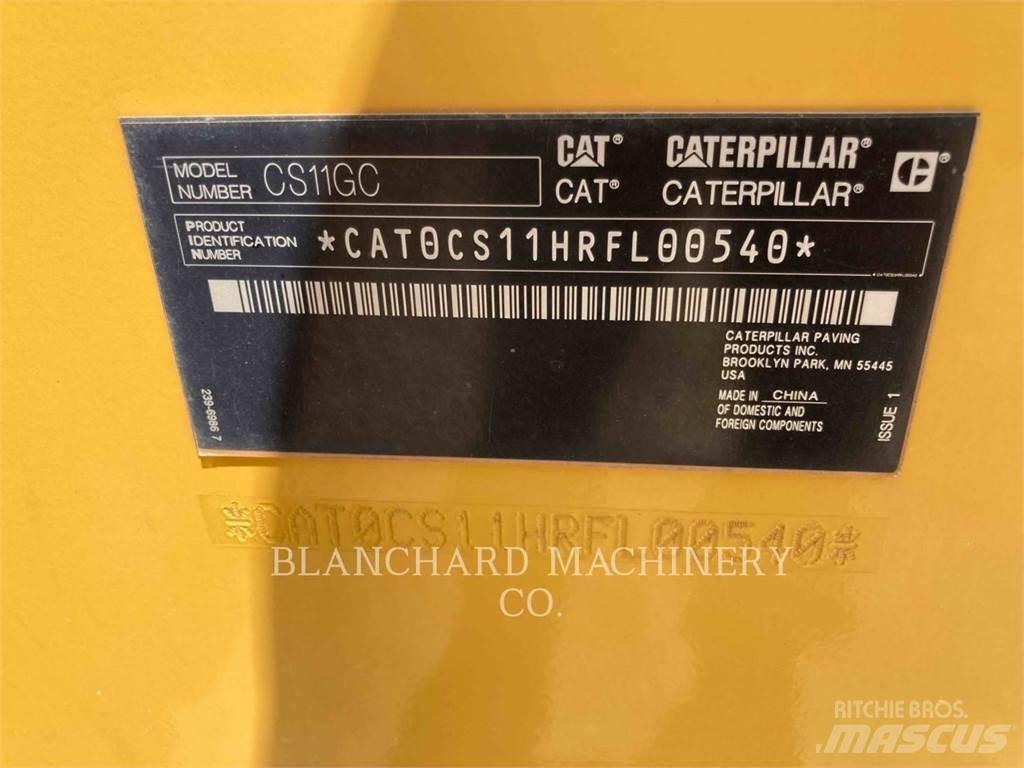 MODEL NUMBER CS11GC
CAT® CATERPILLAR®
CAT® CATERPILLAR®
PRODUCT IDENTIFICATION NUMBER *CAT0CS11HRFL00540*
CAT0CS11HRFL00540
CATERPILLAR PAVING
PRODUCTS INC.
BROOKLYN PARK, MN 55445
USA
MADE IN CHINA
OF DOMESTIC AND
FOREIGN COMPONENTS
239-6986 7
ISSUE 1
*CAT0CS11HRFL00540*
BLANCHARD MACHINERY
CO.
RITCHIE BROS.
MASCUS